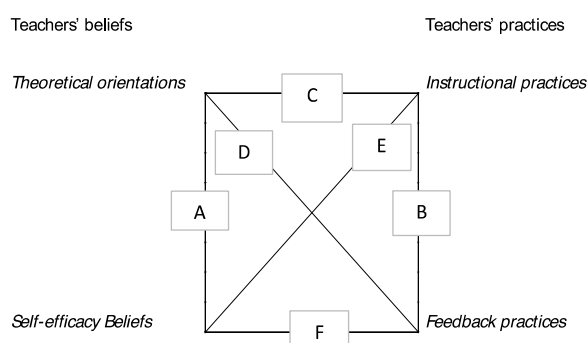 Teachers' beliefs
Teachers' practices
Theoretical orientations
Instructional practices
C
D
E
A
B
Self-efficacy Beliefs
Feedback practices
F